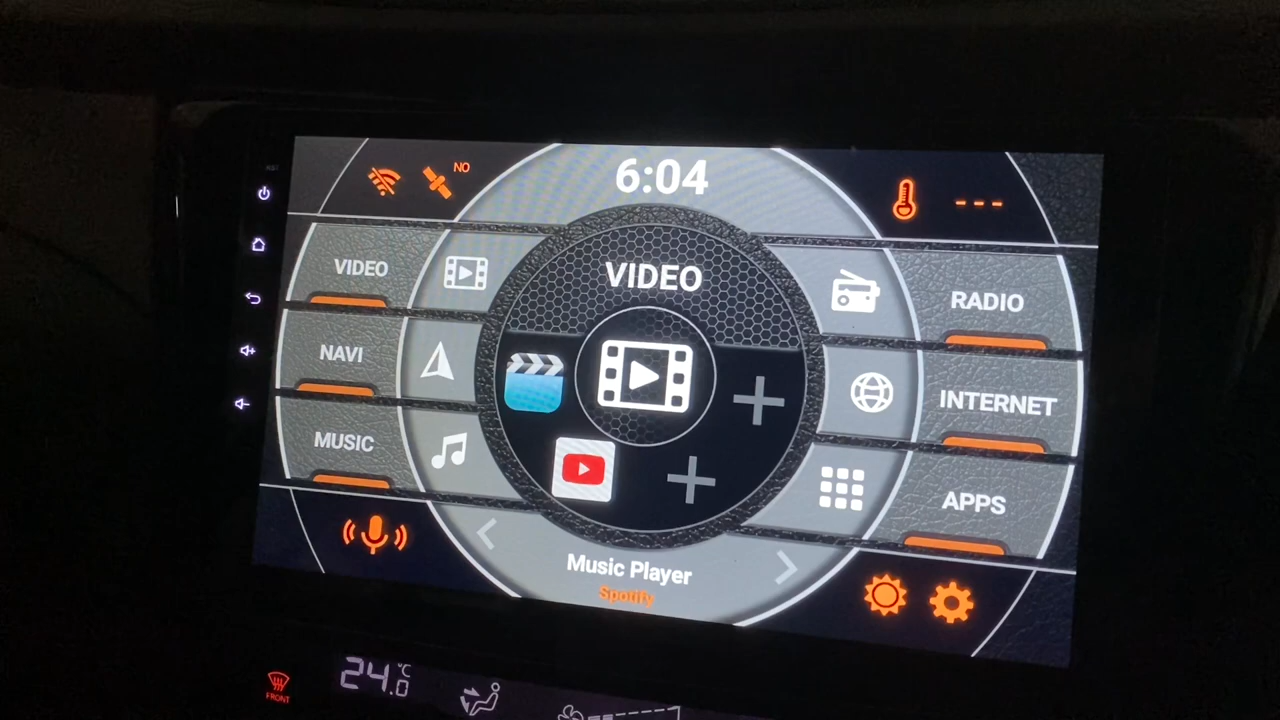 NO
6:04
---
VIDEO
VIDEO
RADIO
NAVI
INTERNET
MUSIC
APPS
Music Player
Spotify
24.0 °C
FRONT